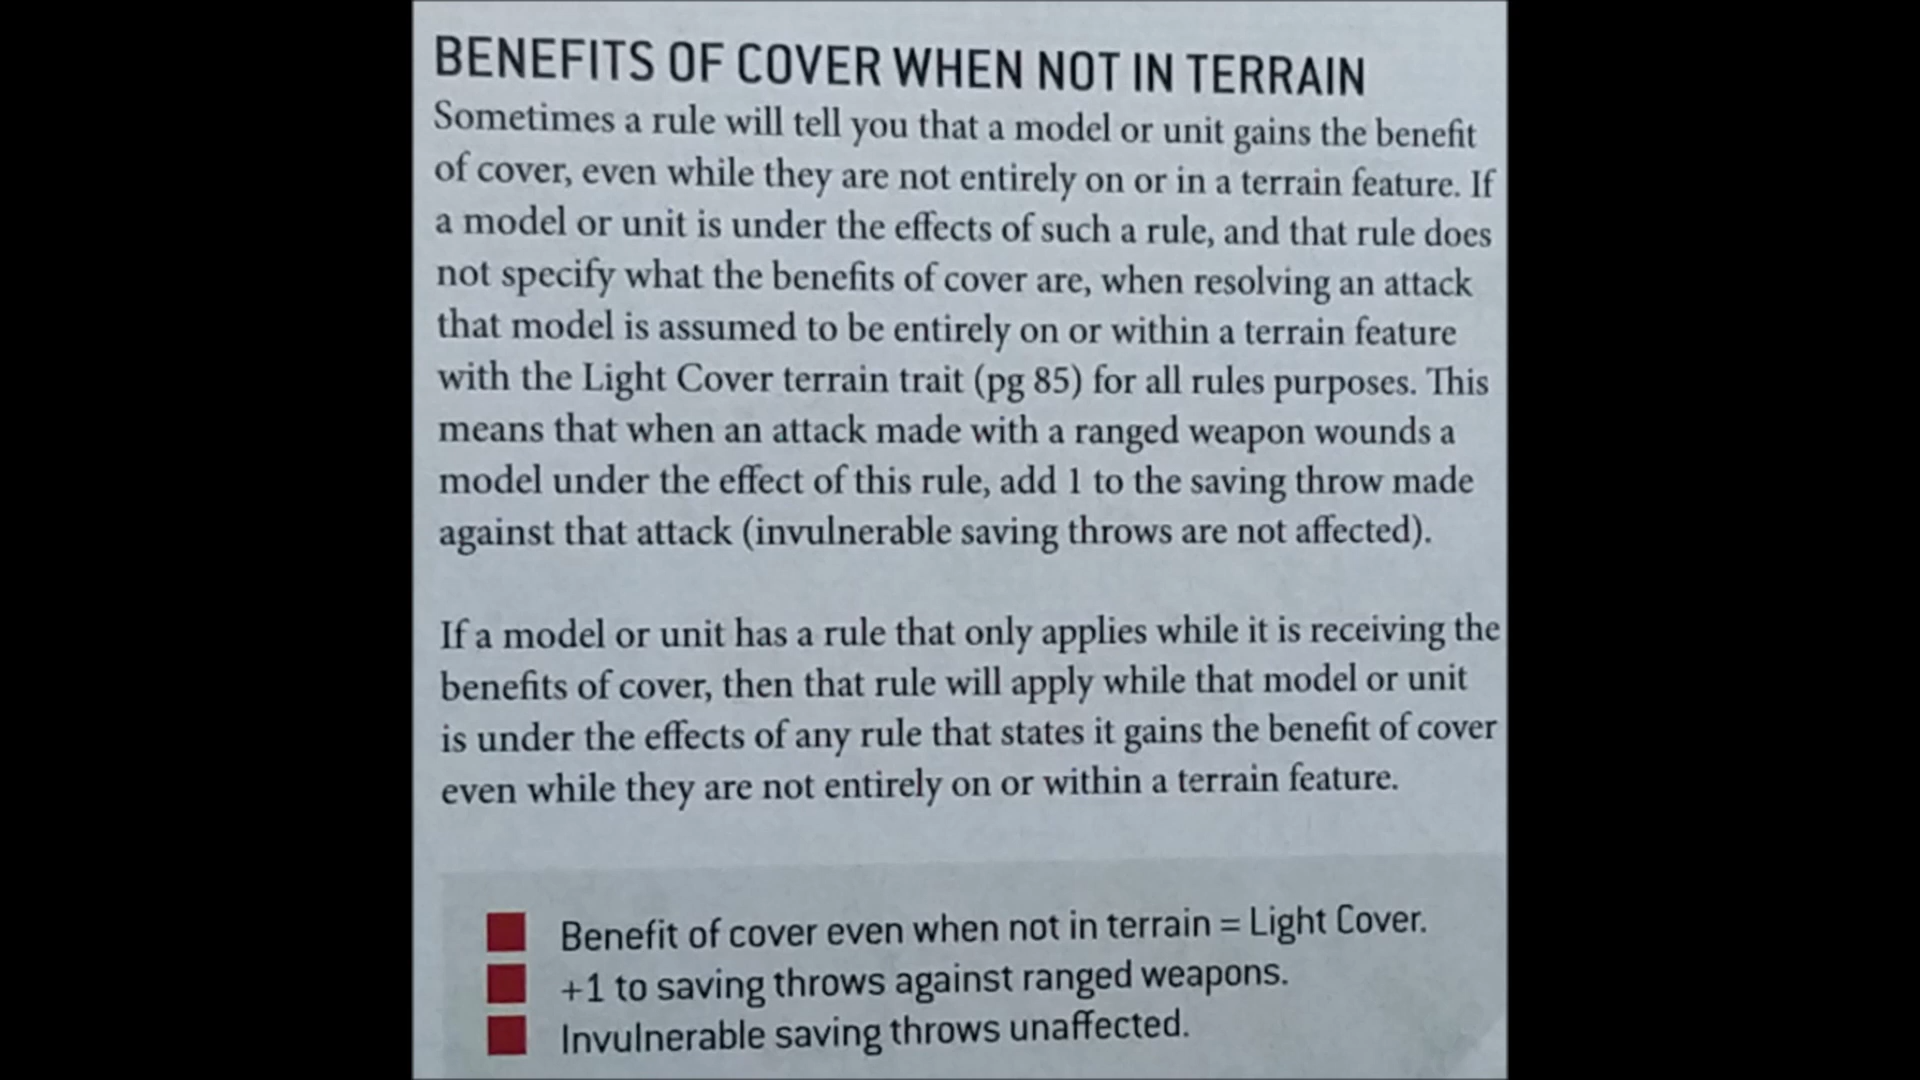 BENEFITS OF COVER WHEN NOT IN TERRAIN
Sometimes a rule will tell you that a model or unit gains the benefit
of cover, even while they are not entirely on or in a terrain feature. If
a model or unit is under the effects of such a rule, and that rule does
not specify what the benefits of cover are, when resolving an attack
that model is assumed to be entirely on or within a terrain feature
with the Light Cover terrain trait (pg 85) for all rules purposes. This
means that when an attack made with a ranged weapon wounds a
model under the effect of this rule, add 1 to the saving throw made
against that attack (invulnerable saving throws are not affected).
If a model or unit has a rule that only applies while it is receiving the
benefits of cover, then that rule will apply while that model or unit
is under the effects of any rule that states it gains the benefit of cover
even while they are not entirely on or within a terrain feature.
Benefit of cover even when not in terrain = Light Cover.
+1 to saving throws against ranged weapons.
Invulnerable saving throws unaffected.